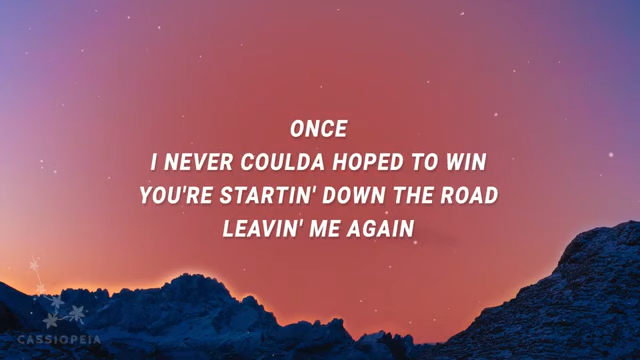 ONCE
I NEVER COULDA HOPED TO WIN
YOU'RE STARTIN' DOWN THE ROAD
LEAVIN' ME AGAIN
CASSIOPEIA